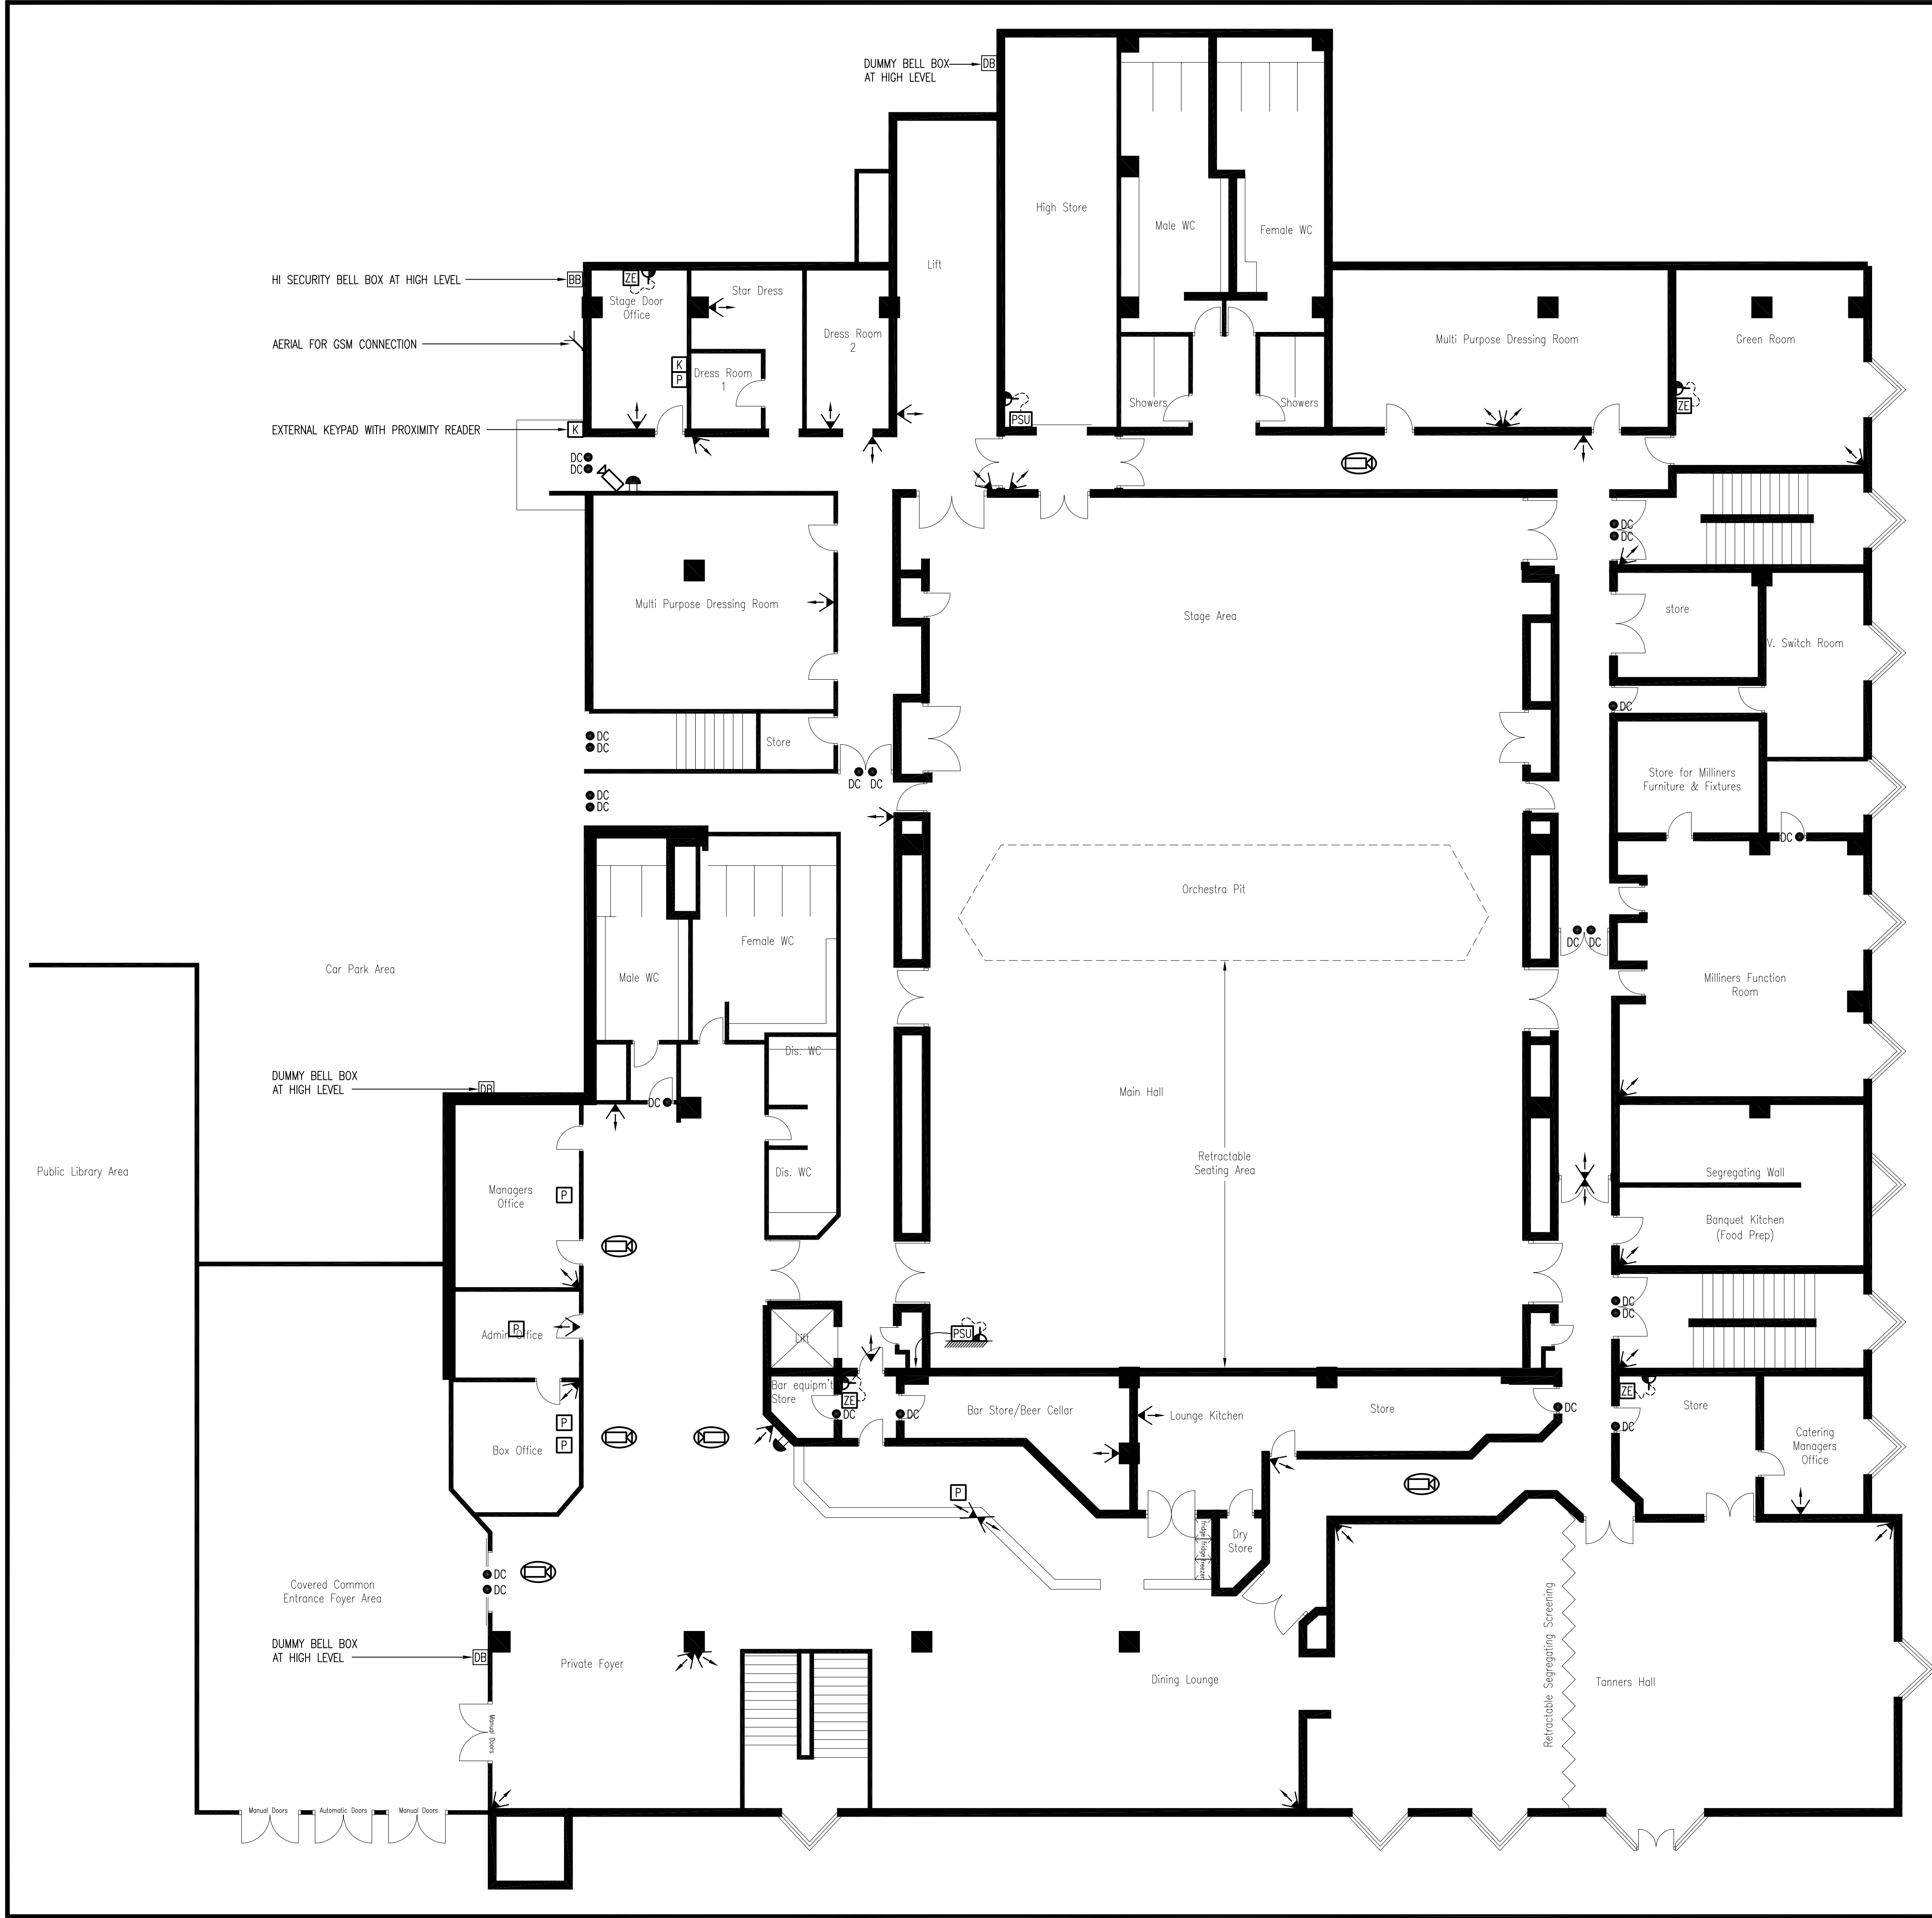 DUMMY BELL BOX
AT HIGH LEVEL
DB
High Store
Male WC
Female WC
Lift
HI SECURITY BELL BOX AT HIGH LEVEL
BB
ZE
Stage Door
Office
Star Dress
Dress Room
2
Multi Purpose Dressing Room
Green Room
AERIAL FOR GSM CONNECTION
K
P
Dress Room
1
ZE
Showers
Showers
PSU
EXTERNAL KEYPAD WITH PROXIMITY READER
K
DC
DC
DC
DC
Multi Purpose Dressing Room
Stage Area
store
V. Switch Room
DC
DC
DC
Store
DC DC
DC
DC
Store for Milliners
Furniture & Fixtures
DC
Orchestra Pit
DC DC
Female WC
Male WC
Car Park Area
Milliners Function
Room
Dis. WC
DUMMY BELL BOX
AT HIGH LEVEL
DB
DC
Main Hall
Public Library Area
Dis. WC
Retractable
Seating Area
Segregating Wall
Managers
Office
P
Banquet Kitchen
(Food Prep)
DC
DC
Admin Office
P
Lift
PSU
Bar equipm't
Store
ZE
DC
DC
Bar Store/Beer Cellar
Lounge Kitchen
Store
DC
ZE
DC
Store
Catering
Managers
Office
P
P
Box Office
P
fridge
fridge
freezer
Dry
Store
DC
DC
Covered Common
Entrance Foyer Area
Retractable Segregating Screening
DUMMY BELL BOX
AT HIGH LEVEL
DB
Private Foyer
Dining Lounge
Tanners Hall
Manual Doors
Manual Doors
Automatic Doors
Manual Doors